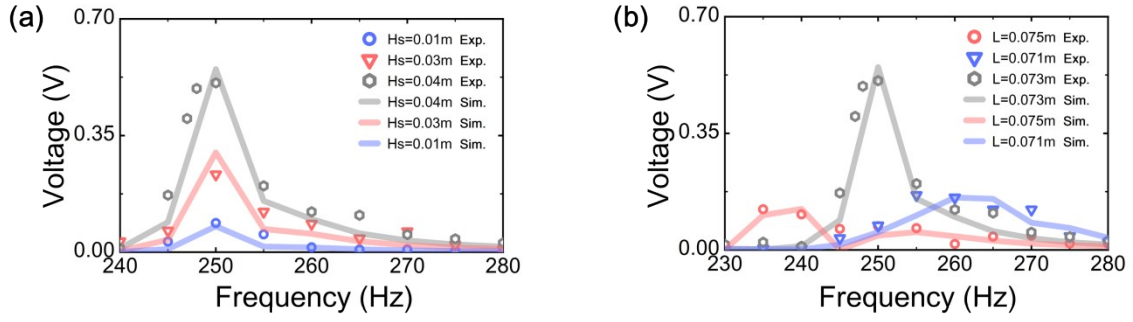 (a)
0.70
0.35
0.00
Voltage (V)
Hs=0.01m Exp.
Hs=0.03m Exp.
Hs=0.04m Exp.
Hs=0.04m Sim.
Hs=0.03m Sim.
Hs=0.01m Sim.
240 250 260 270 280
Frequency (Hz)
(b)
0.70
0.35
0.00
Voltage (V)
L=0.075m Exp.
L=0.071m Exp.
L=0.073m Exp.
L=0.073m Sim.
L=0.075m Sim.
L=0.071m Sim.
230 240 250 260 270 280
Frequency (Hz)